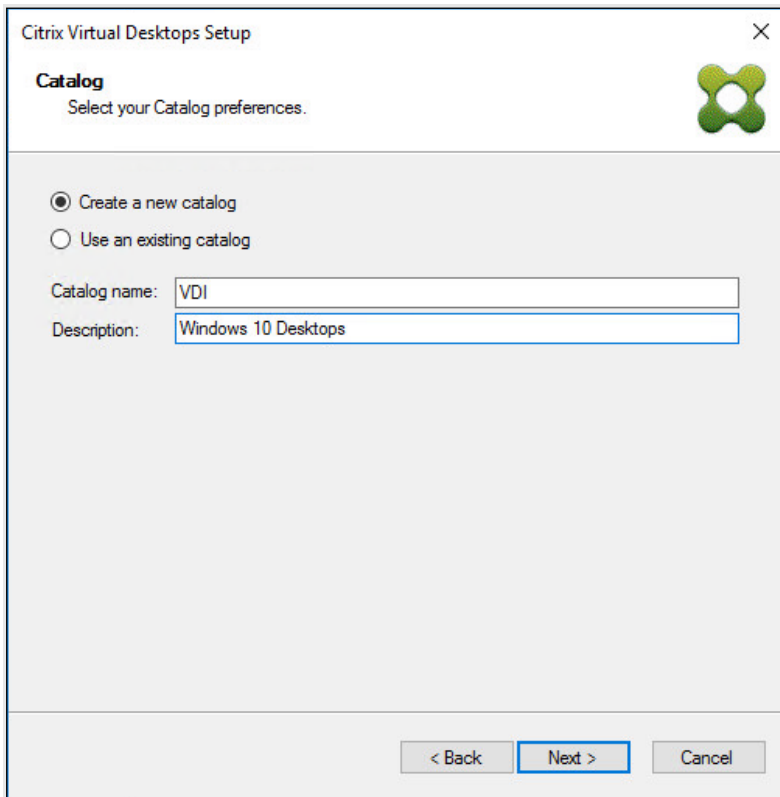 Citrix Virtual Desktops Setup
Catalog
Select your Catalog preferences.
Create a new catalog
Use an existing catalog
Catalog name: VDI
Description: Windows 10 Desktops
< Back Next > Cancel